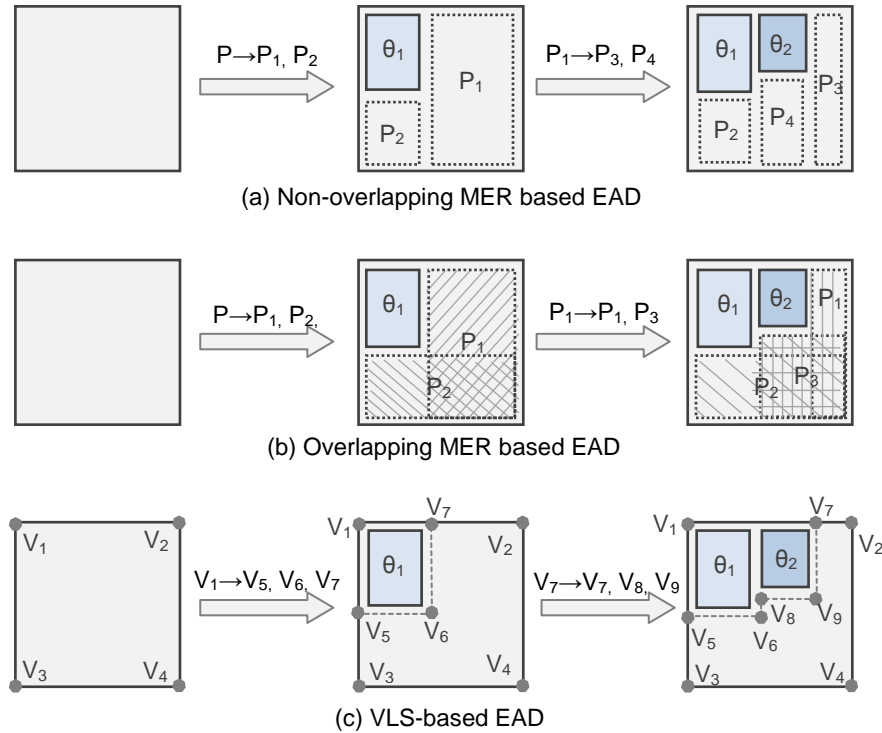 P→P₁, P₂
P₁→P₃, P₄
θ₁
P₁
P₂
θ₁
θ₂
P₃
P₂
P₄
(a) Non-overlapping MER based EAD
P→P₁, P₂,
P₁→P₁, P₃
θ₁
P₁
P₂
θ₁
θ₂
P₁
P₂
P₃
(b) Overlapping MER based EAD
V₁
V₂
V₃
V₄
V₁→V₅, V₆, V₇
V₁
V₇
V₂
θ₁
V₅
V₆
V₃
V₄
V₇→V₇, V₈, V₉
V₁
V₇
V₂
θ₁
θ₂
V₅
V₈
V₆
V₉
V₃
V₄
(c) VLS-based EAD